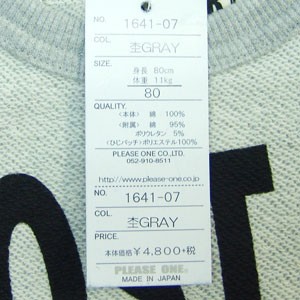 NO. 1641-07
COL. 杢GRAY
SIZE.
身長 80cm
体重 11kg
80
QUALITY.
〈本体〉 綿 100%
〈附属〉 綿 95%
ポリウレタン 5%
〈ひじパッチ〉ポリエステル100%
PLEASE ONE CO.,LTD.
052-910-8511
http://www.please-one.co.jp
NO. 1641-07
COL. 杢GRAY
PRICE.
本体価格￥4,800+税
PLEASE ONE.
MADE IN JAPAN